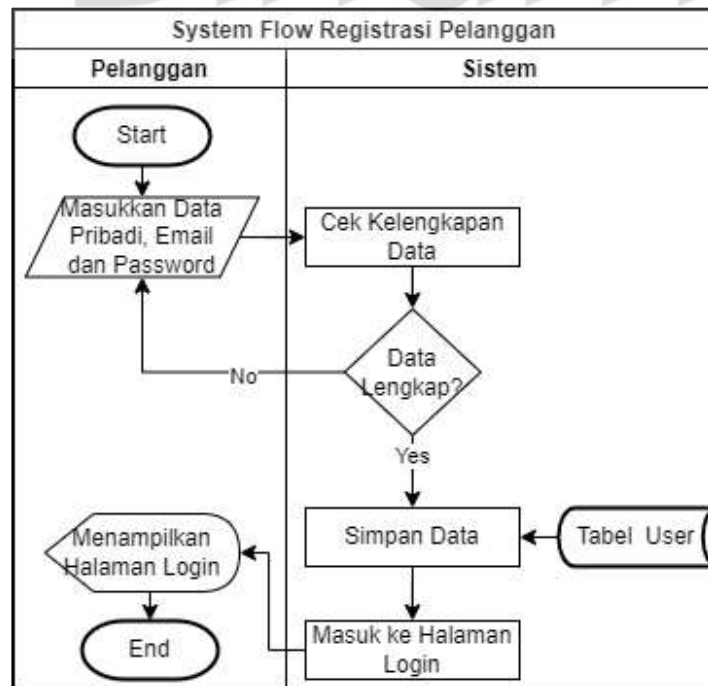 System Flow Registrasi Pelanggan
Pelanggan
Sistem
Start
Masukkan Data
Pribadi, Email
dan Password
Cek Kelengkapan
Data
Data
Lengkap?
No
Yes
Simpan Data
Tabel User
Menampilkan
Halaman Login
Masuk ke Halaman
Login
End